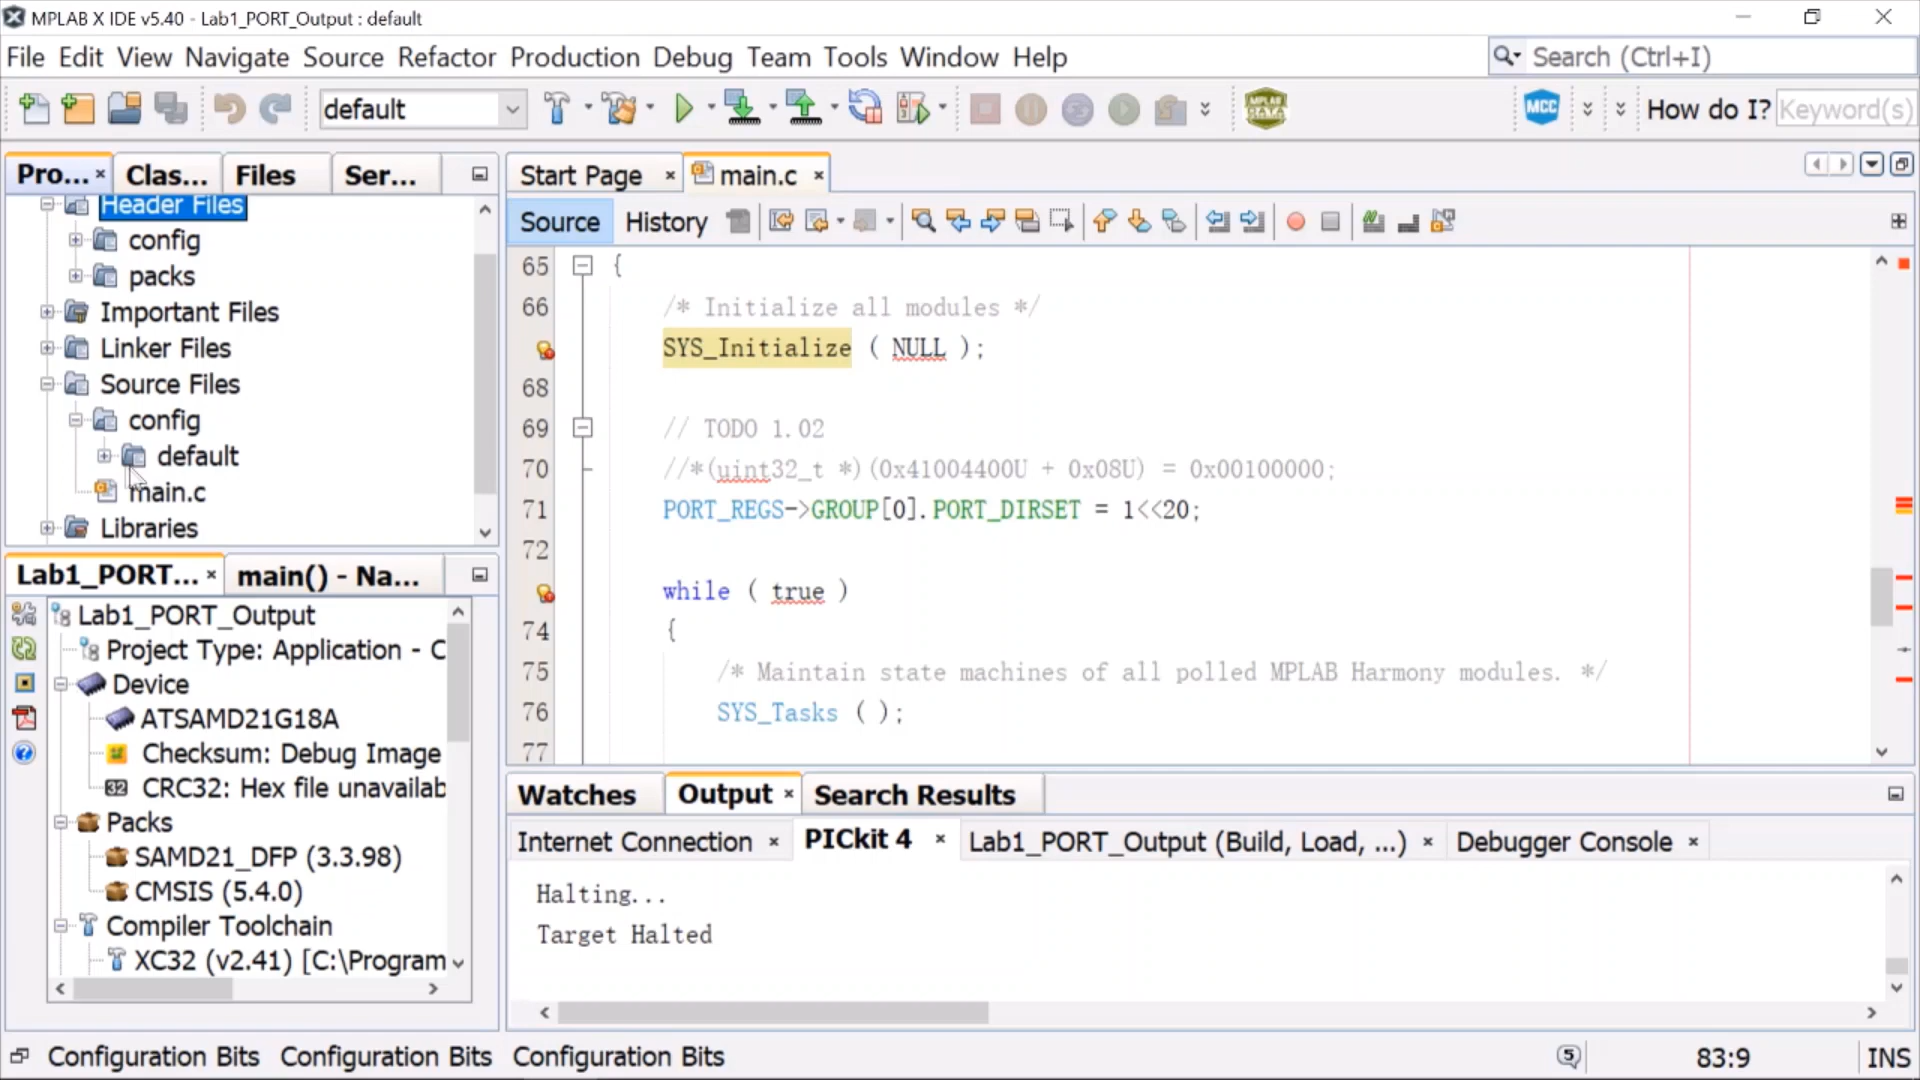 MPLAB X IDE v5.40 - Lab1_PORT_Output : default
File Edit View Navigate Source Refactor Production Debug Team Tools Window Help
Search (Ctrl+I)
default
MCC
How do I? Keyword(s)
Pro... Clas... Files Ser...
Header Files
config
packs
Important Files
Linker Files
Source Files
config
default
main.c
Libraries
Start Page main.c
Source History
65 {
66 /* Initialize all modules */
SYS_Initialize ( NULL );
68
69 // TODO 1.02
70 //*(uint32_t *)(0x41004400U + 0x08U) = 0x00100000;
71 PORT_REGS->GROUP[0].PORT_DIRSET = 1<<20;
72
while ( true )
74 {
75 /* Maintain state machines of all polled MPLAB Harmony modules. */
76 SYS_Tasks ( );
77
Lab1_PORT... main() - Na...
Lab1_PORT_Output
Project Type: Application - C
Device
ATSAMD21G18A
Checksum: Debug Image
CRC32: Hex file unavailab
Packs
SAMD21_DFP (3.3.98)
CMSIS (5.4.0)
Compiler Toolchain
XC32 (v2.41) [C:\Program
Watches Output Search Results
Internet Connection PICkit 4 Lab1_PORT_Output (Build, Load, ...) Debugger Console
Halting...
Target Halted
Configuration Bits Configuration Bits Configuration Bits
5
83:9
INS